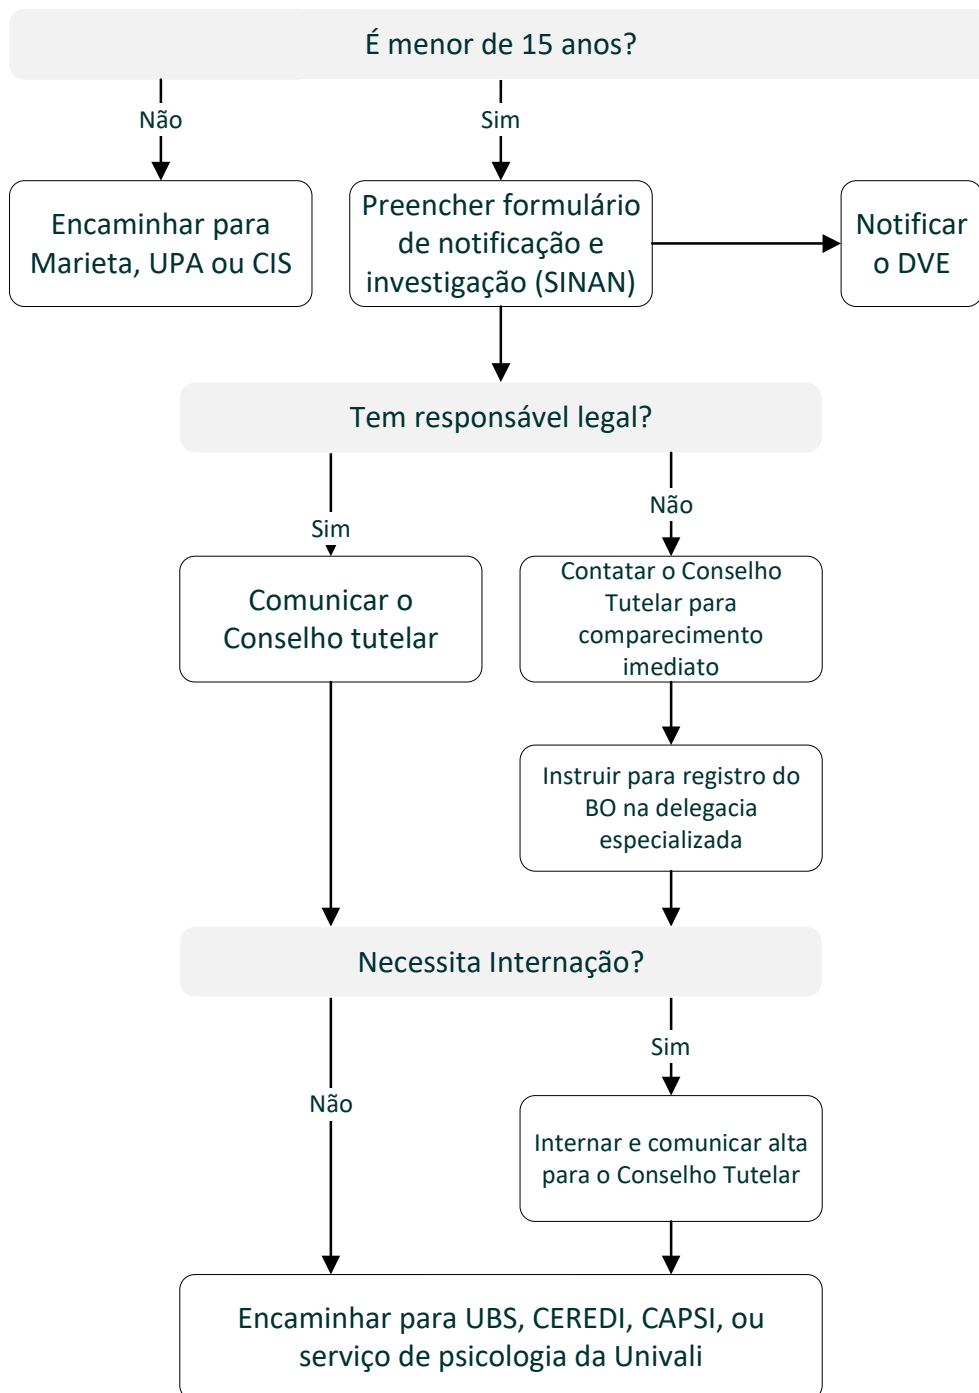 É menor de 15 anos?
Não
Sim
Encaminhar para
Marieta, UPA ou CIS
Preencher formulário
de notificação e
investigação (SINAN)
Notificar
o DVE
Tem responsável legal?
Sim
Não
Comunicar o
Conselho tutelar
Contatar o Conselho
Tutelar para
comparecimento
imediato
Instruir para registro do
BO na delegacia
especializada
Necessita Internação?
Não
Sim
Internar e comunicar alta
para o Conselho Tutelar
Encaminhar para UBS, CEREDI, CAPSI, ou
serviço de psicologia da Univali